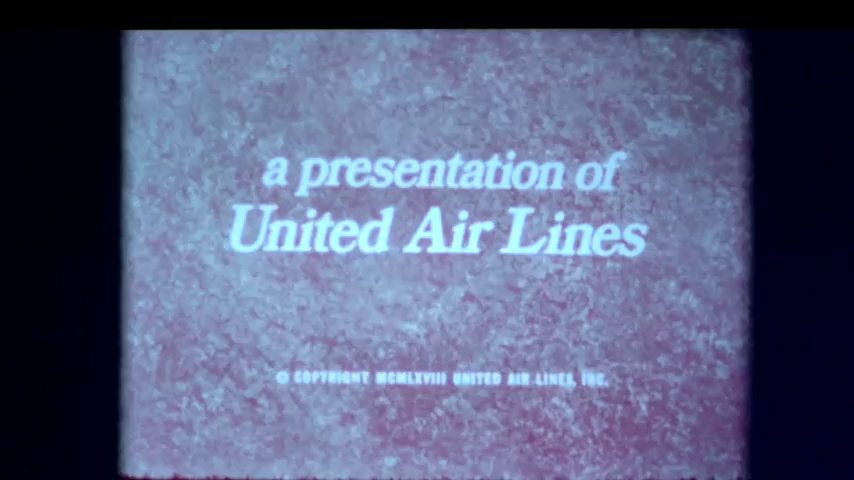 a presentation of
United Air Lines
© COPYRIGHT MCMLXVIII UNITED AIR LINES, INC.